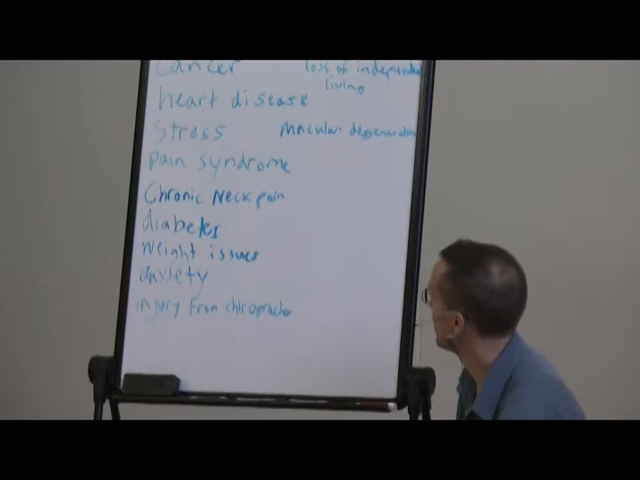 cancer
loss of independent
living
heart disease
Stress
Macular degeneration
pain syndrome
Chronic Neck pain
diabetes
Weight issues
anxiety
injury From chiropractor